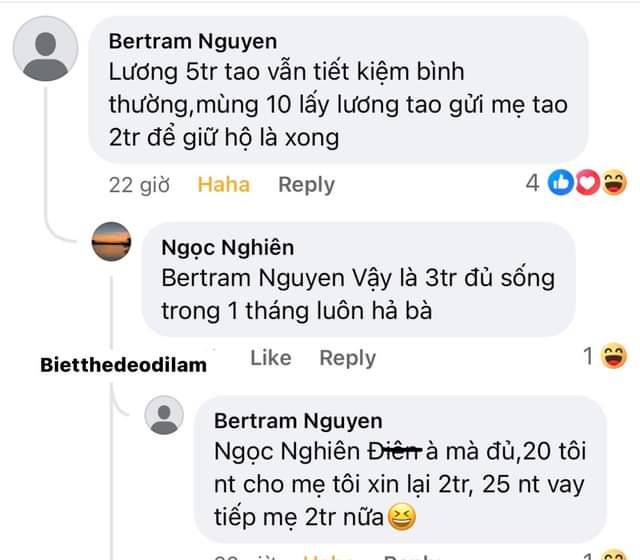 Bertram Nguyen
Lương 5tr tao vẫn tiết kiệm bình
thường,mùng 10 lấy lương tao gửi mẹ tao
2tr để giữ hộ là xong
22 giờ Haha Reply 4
Ngọc Nghiên
Bertram Nguyen Vậy là 3tr đủ sống
trong 1 tháng luôn hả bà
Bietthedeodilam Like Reply 1
Bertram Nguyen
Ngọc Nghiên Điên à mà đủ,20 tôi
nt cho mẹ tôi xin lại 2tr, 25 nt vay
tiếp mẹ 2tr nữa😆